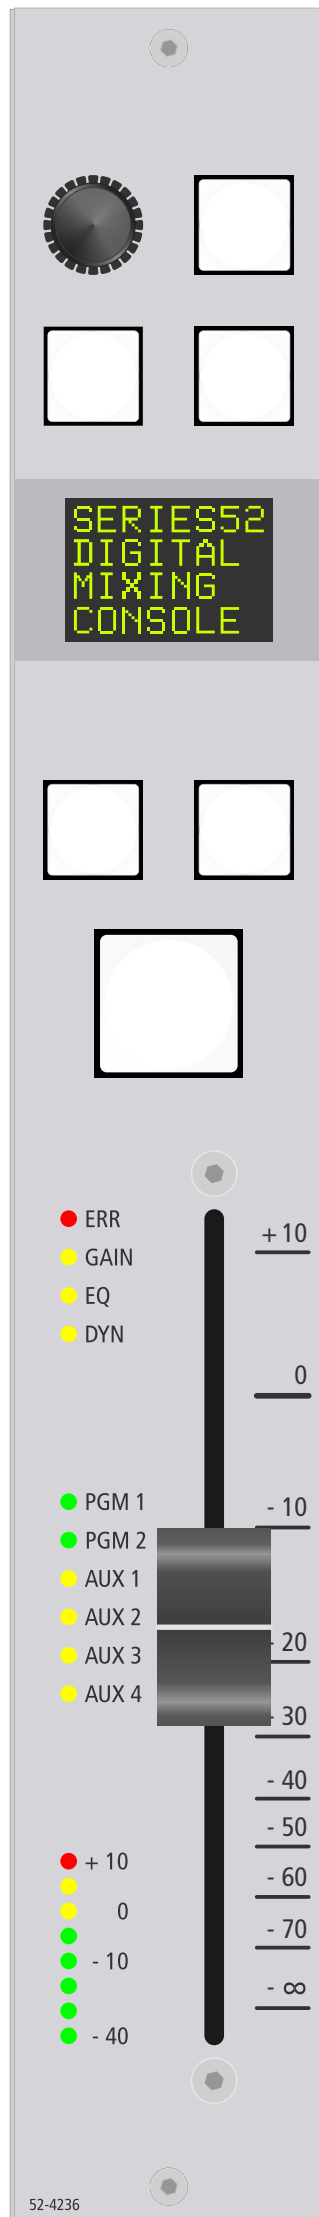 SERIES52
DIGITAL
MIXING
CONSOLE
ERR
GAIN
EQ
DYN
+ 10
0
- 10
- 20
- 30
- 40
- 50
- 60
- 70
- ∞
PGM 1
PGM 2
AUX 1
AUX 2
AUX 3
AUX 4
+ 10
0
- 10
- 40
52-4236